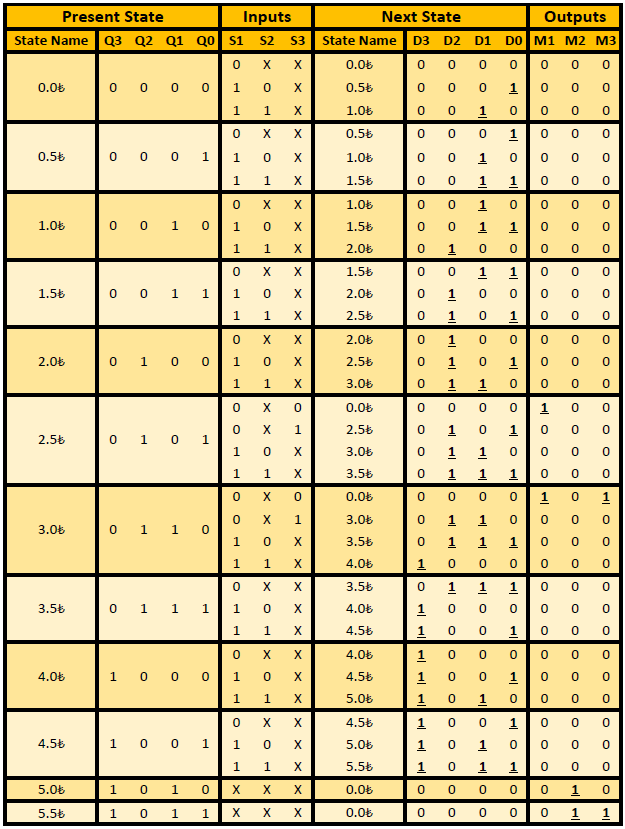 Present State Inputs Next State Outputs
State Name Q3 Q2 Q1 Q0 S1 S2 S3 State Name D3 D2 D1 D0 M1 M2 M3
0 X X 0.0₺ 0 0 0 0 0 0 0
0.0₺ 0 0 0 0 1 0 X 0.5₺ 0 0 0 1 0 0 0
1 1 X 1.0₺ 0 0 1 0 0 0 0
0 X X 0.5₺ 0 0 0 1 0 0 0
0.5₺ 0 0 0 1 1 0 X 1.0₺ 0 0 1 0 0 0 0
1 1 X 1.5₺ 0 0 1 1 0 0 0
0 X X 1.0₺ 0 0 1 0 0 0 0
1.0₺ 0 0 1 0 1 0 X 1.5₺ 0 0 1 1 0 0 0
1 1 X 2.0₺ 0 1 0 0 0 0 0
0 X X 1.5₺ 0 0 1 1 0 0 0
1.5₺ 0 0 1 1 1 0 X 2.0₺ 0 1 0 0 0 0 0
1 1 X 2.5₺ 0 1 0 1 0 0 0
0 X X 2.0₺ 0 1 0 0 0 0 0
2.0₺ 0 1 0 0 1 0 X 2.5₺ 0 1 0 1 0 0 0
1 1 X 3.0₺ 0 1 1 0 0 0 0
0 X 0 0.0₺ 0 0 0 0 1 0 0
2.5₺ 0 1 0 1 0 X 1 2.5₺ 0 1 0 1 0 0 0
1 0 X 3.0₺ 0 1 1 0 0 0 0
1 1 X 3.5₺ 0 1 1 1 0 0 0
0 X 0 0.0₺ 0 0 0 0 1 0 1
3.0₺ 0 1 1 0 0 X 1 3.0₺ 0 1 1 0 0 0 0
1 0 X 3.5₺ 0 1 1 1 0 0 0
1 1 X 4.0₺ 1 0 0 0 0 0 0
0 X X 3.5₺ 0 1 1 1 0 0 0
3.5₺ 0 1 1 1 1 0 X 4.0₺ 1 0 0 0 0 0 0
1 1 X 4.5₺ 1 0 0 1 0 0 0
0 X X 4.0₺ 1 0 0 0 0 0 0
4.0₺ 1 0 0 0 1 0 X 4.5₺ 1 0 0 1 0 0 0
1 1 X 5.0₺ 1 0 1 0 0 0 0
0 X X 4.5₺ 1 0 0 1 0 0 0
4.5₺ 1 0 0 1 1 0 X 5.0₺ 1 0 1 0 0 0 0
1 1 X 5.5₺ 1 0 1 1 0 0 0
5.0₺ 1 0 1 0 X X X 0.0₺ 0 0 0 0 0 1 0
5.5₺ 1 0 1 1 X X X 0.0₺ 0 0 0 0 0 1 1